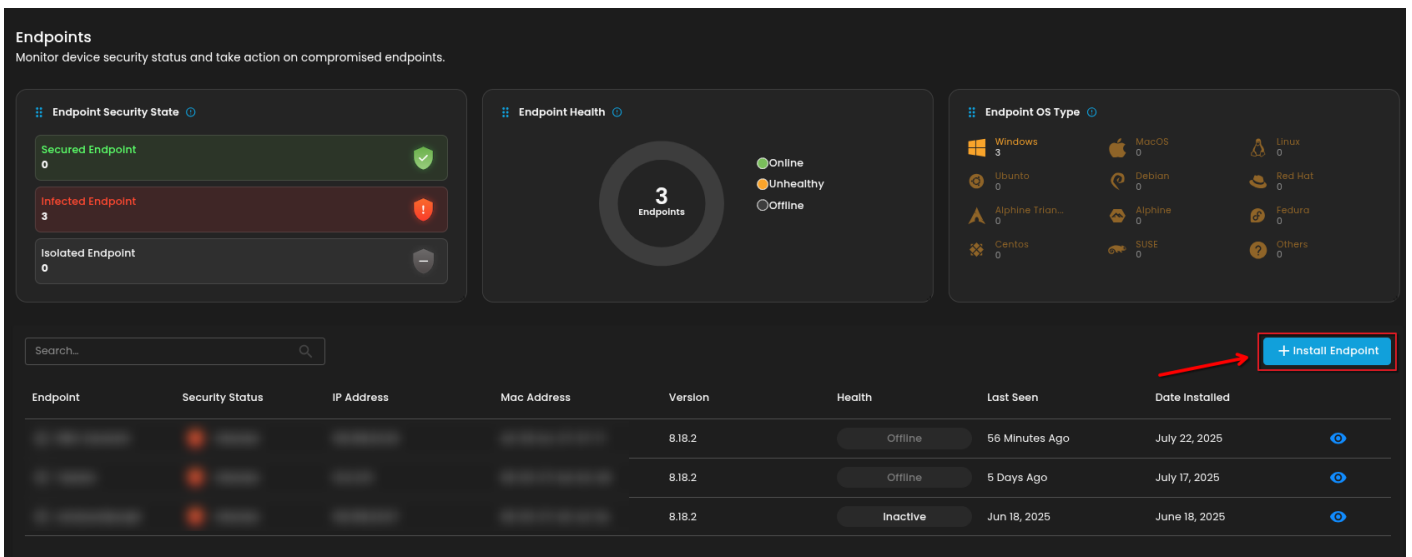 Endpoints
Monitor device security status and take action on compromised endpoints.
Endpoint Security State
Secured Endpoint
0
Infected Endpoint
3
Isolated Endpoint
0
Endpoint Health
3
Endpoints
Online
Unhealthy
Offline
Endpoint OS Type
Windows
3
MacOS
0
Linux
0
Ubunto
0
Debian
0
Red Hat
0
Alphine Trian...
0
Alphine
0
Fedura
0
Centos
0
SUSE
0
Others
0
Search...
+ Install Endpoint
Endpoint Security Status IP Address Mac Address Version Health Last Seen Date Installed
8.18.2 Offline 56 Minutes Ago July 22, 2025
8.18.2 Offline 5 Days Ago July 17, 2025
8.18.2 Inactive Jun 18, 2025 June 18, 2025